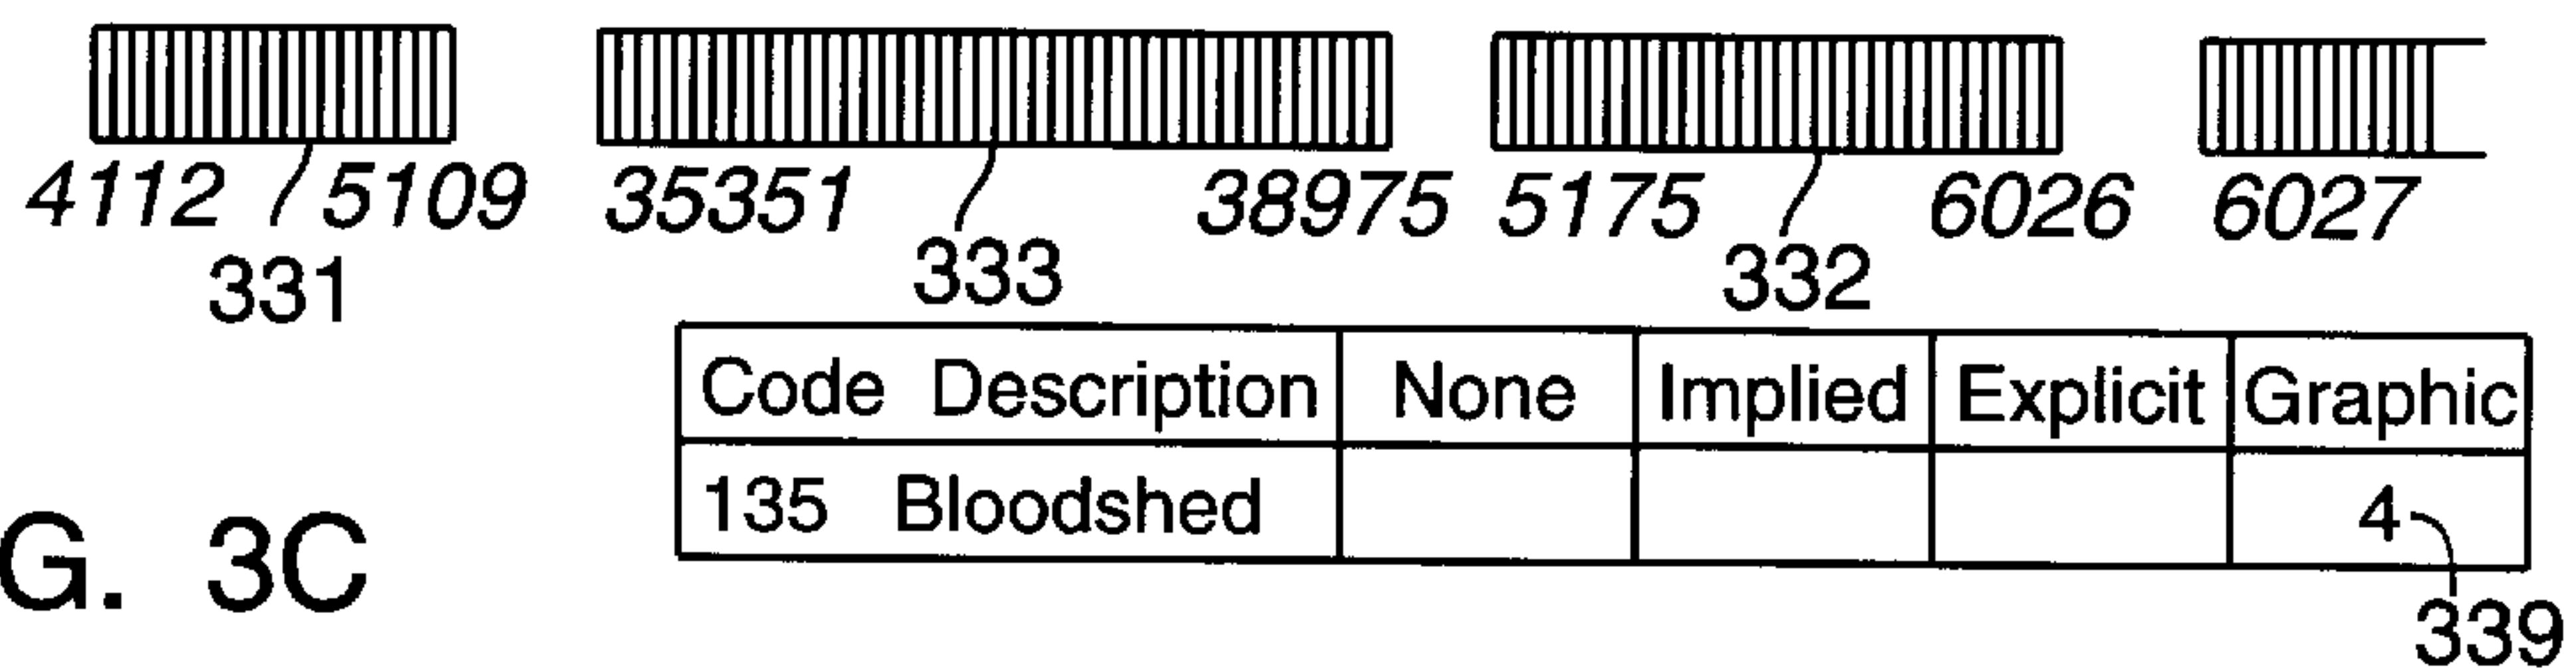 4112 5109 35351 38975 5175 6026 6027
331 333 332
Code Description None Implied Explicit Graphic
135 Bloodshed 4
G. 3C
339